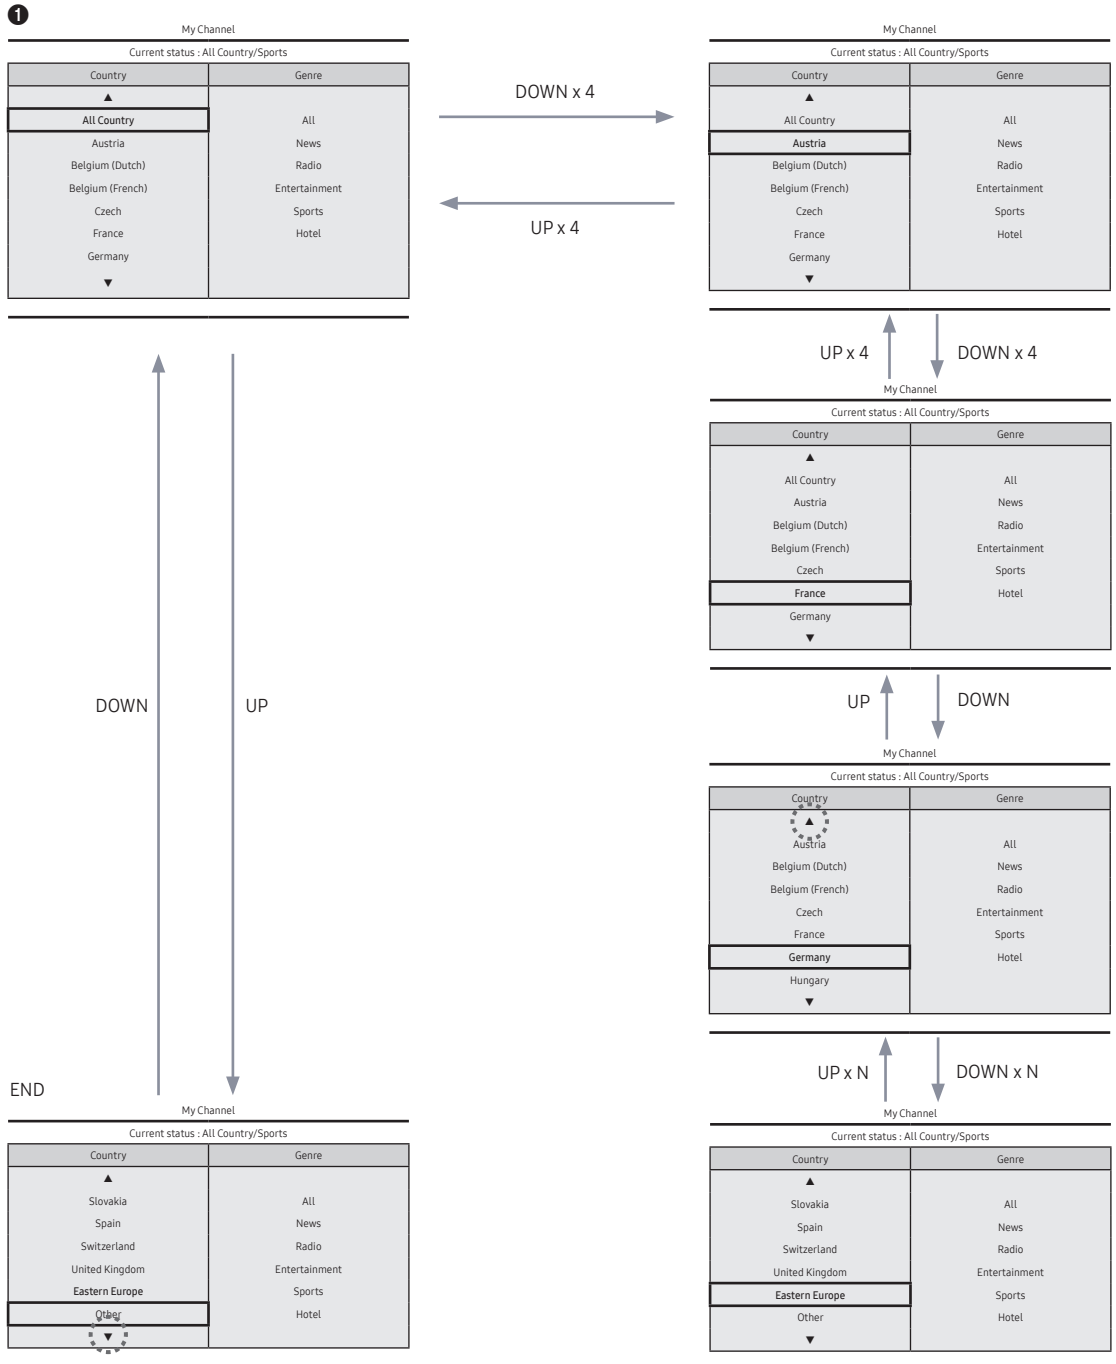 ❶
My Channel
Current status : All Country/Sports
Country Genre
▲
All Country All
Austria News
Belgium (Dutch) Radio
Belgium (French) Entertainment
Czech Sports
France Hotel
Germany
▼
DOWN x 4
UP x 4
My Channel
Current status : All Country/Sports
Country Genre
▲
All Country All
Austria News
Belgium (Dutch) Radio
Belgium (French) Entertainment
Czech Sports
France Hotel
Germany
▼
UP x 4 DOWN x 4
My Channel
Current status : All Country/Sports
Country Genre
▲
All Country All
Austria News
Belgium (Dutch) Radio
Belgium (French) Entertainment
Czech Sports
France Hotel
Germany
▼
DOWN UP
UP DOWN
My Channel
Current status : All Country/Sports
Country Genre
▲
Austria All
Belgium (Dutch) News
Belgium (French) Radio
Czech Entertainment
France Sports
Germany Hotel
Hungary
▼
UP x N DOWN x N
END
My Channel
Current status : All Country/Sports
Country Genre
▲
Slovakia All
Spain News
Switzerland Radio
United Kingdom Entertainment
Eastern Europe Sports
Other Hotel
▼
My Channel
Current status : All Country/Sports
Country Genre
▲
Slovakia All
Spain News
Switzerland Radio
United Kingdom Entertainment
Eastern Europe Sports
Other Hotel
▼